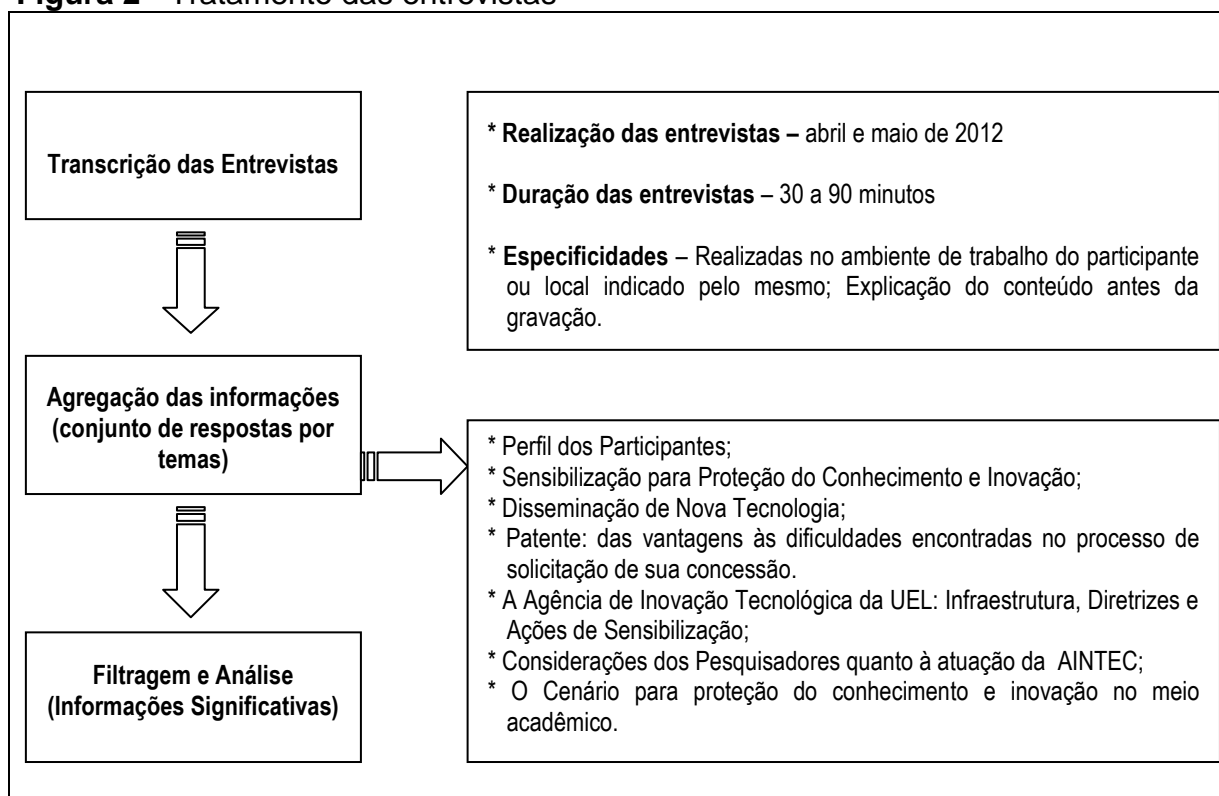 Figura 2 - Tratamento das entrevistas
Transcrição das Entrevistas
* Realização das entrevistas – abril e maio de 2012
* Duração das entrevistas – 30 a 90 minutos
* Especificidades – Realizadas no ambiente de trabalho do participante
ou local indicado pelo mesmo; Explicação do conteúdo antes da
gravação.
Agregação das informações
(conjunto de respostas por
temas)
* Perfil dos Participantes;
* Sensibilização para Proteção do Conhecimento e Inovação;
* Disseminação de Nova Tecnologia;
* Patente: das vantagens às dificuldades encontradas no processo de
solicitação de sua concessão.
* A Agência de Inovação Tecnológica da UEL: Infraestrutura, Diretrizes e
Ações de Sensibilização;
* Considerações dos Pesquisadores quanto à atuação da AINTEC;
* O Cenário para proteção do conhecimento e inovação no meio
acadêmico.
Filtragem e Análise
(Informações Significativas)